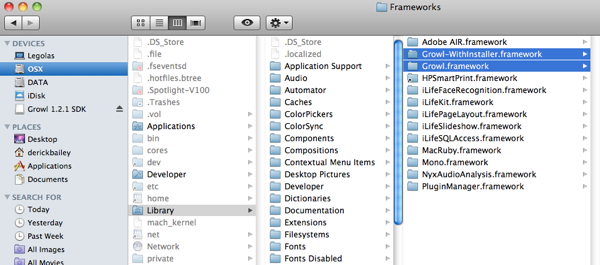 Frameworks
DEVICES
Legolas
OSX
DATA
iDisk
Growl 1.2.1 SDK
PLACES
Desktop
derickbailey
Applications
Documents
SEARCH FOR
Today
Yesterday
Past Week
All Images
All Movies
.DS_Store
.file
.fseventsd
.hotfiles.btree
.Spotlight-V100
.Trashes
.vol
Applications
bin
cores
dev
Developer
etc
home
Library
mach_kernel
net
Network
private
.DS_Store
.localized
Application Support
Audio
Automator
Caches
ColorPickers
ColorSync
Components
Compositions
Contextual Menu Items
Desktop Pictures
Developer
Dictionaries
Documentation
Extensions
Filesystems
Fonts
Fonts Disabled
Adobe AIR.framework
Growl-WithInstaller.framework
Growl.framework
HPSmartPrint.framework
iLifeFaceRecognition.framework
iLifeKit.framework
iLifePageLayout.framework
iLifeSlideshow.framework
iLifeSQLAccess.framework
MacRuby.framework
Mono.framework
NyxAudioAnalysis.framework
PluginManager.framework